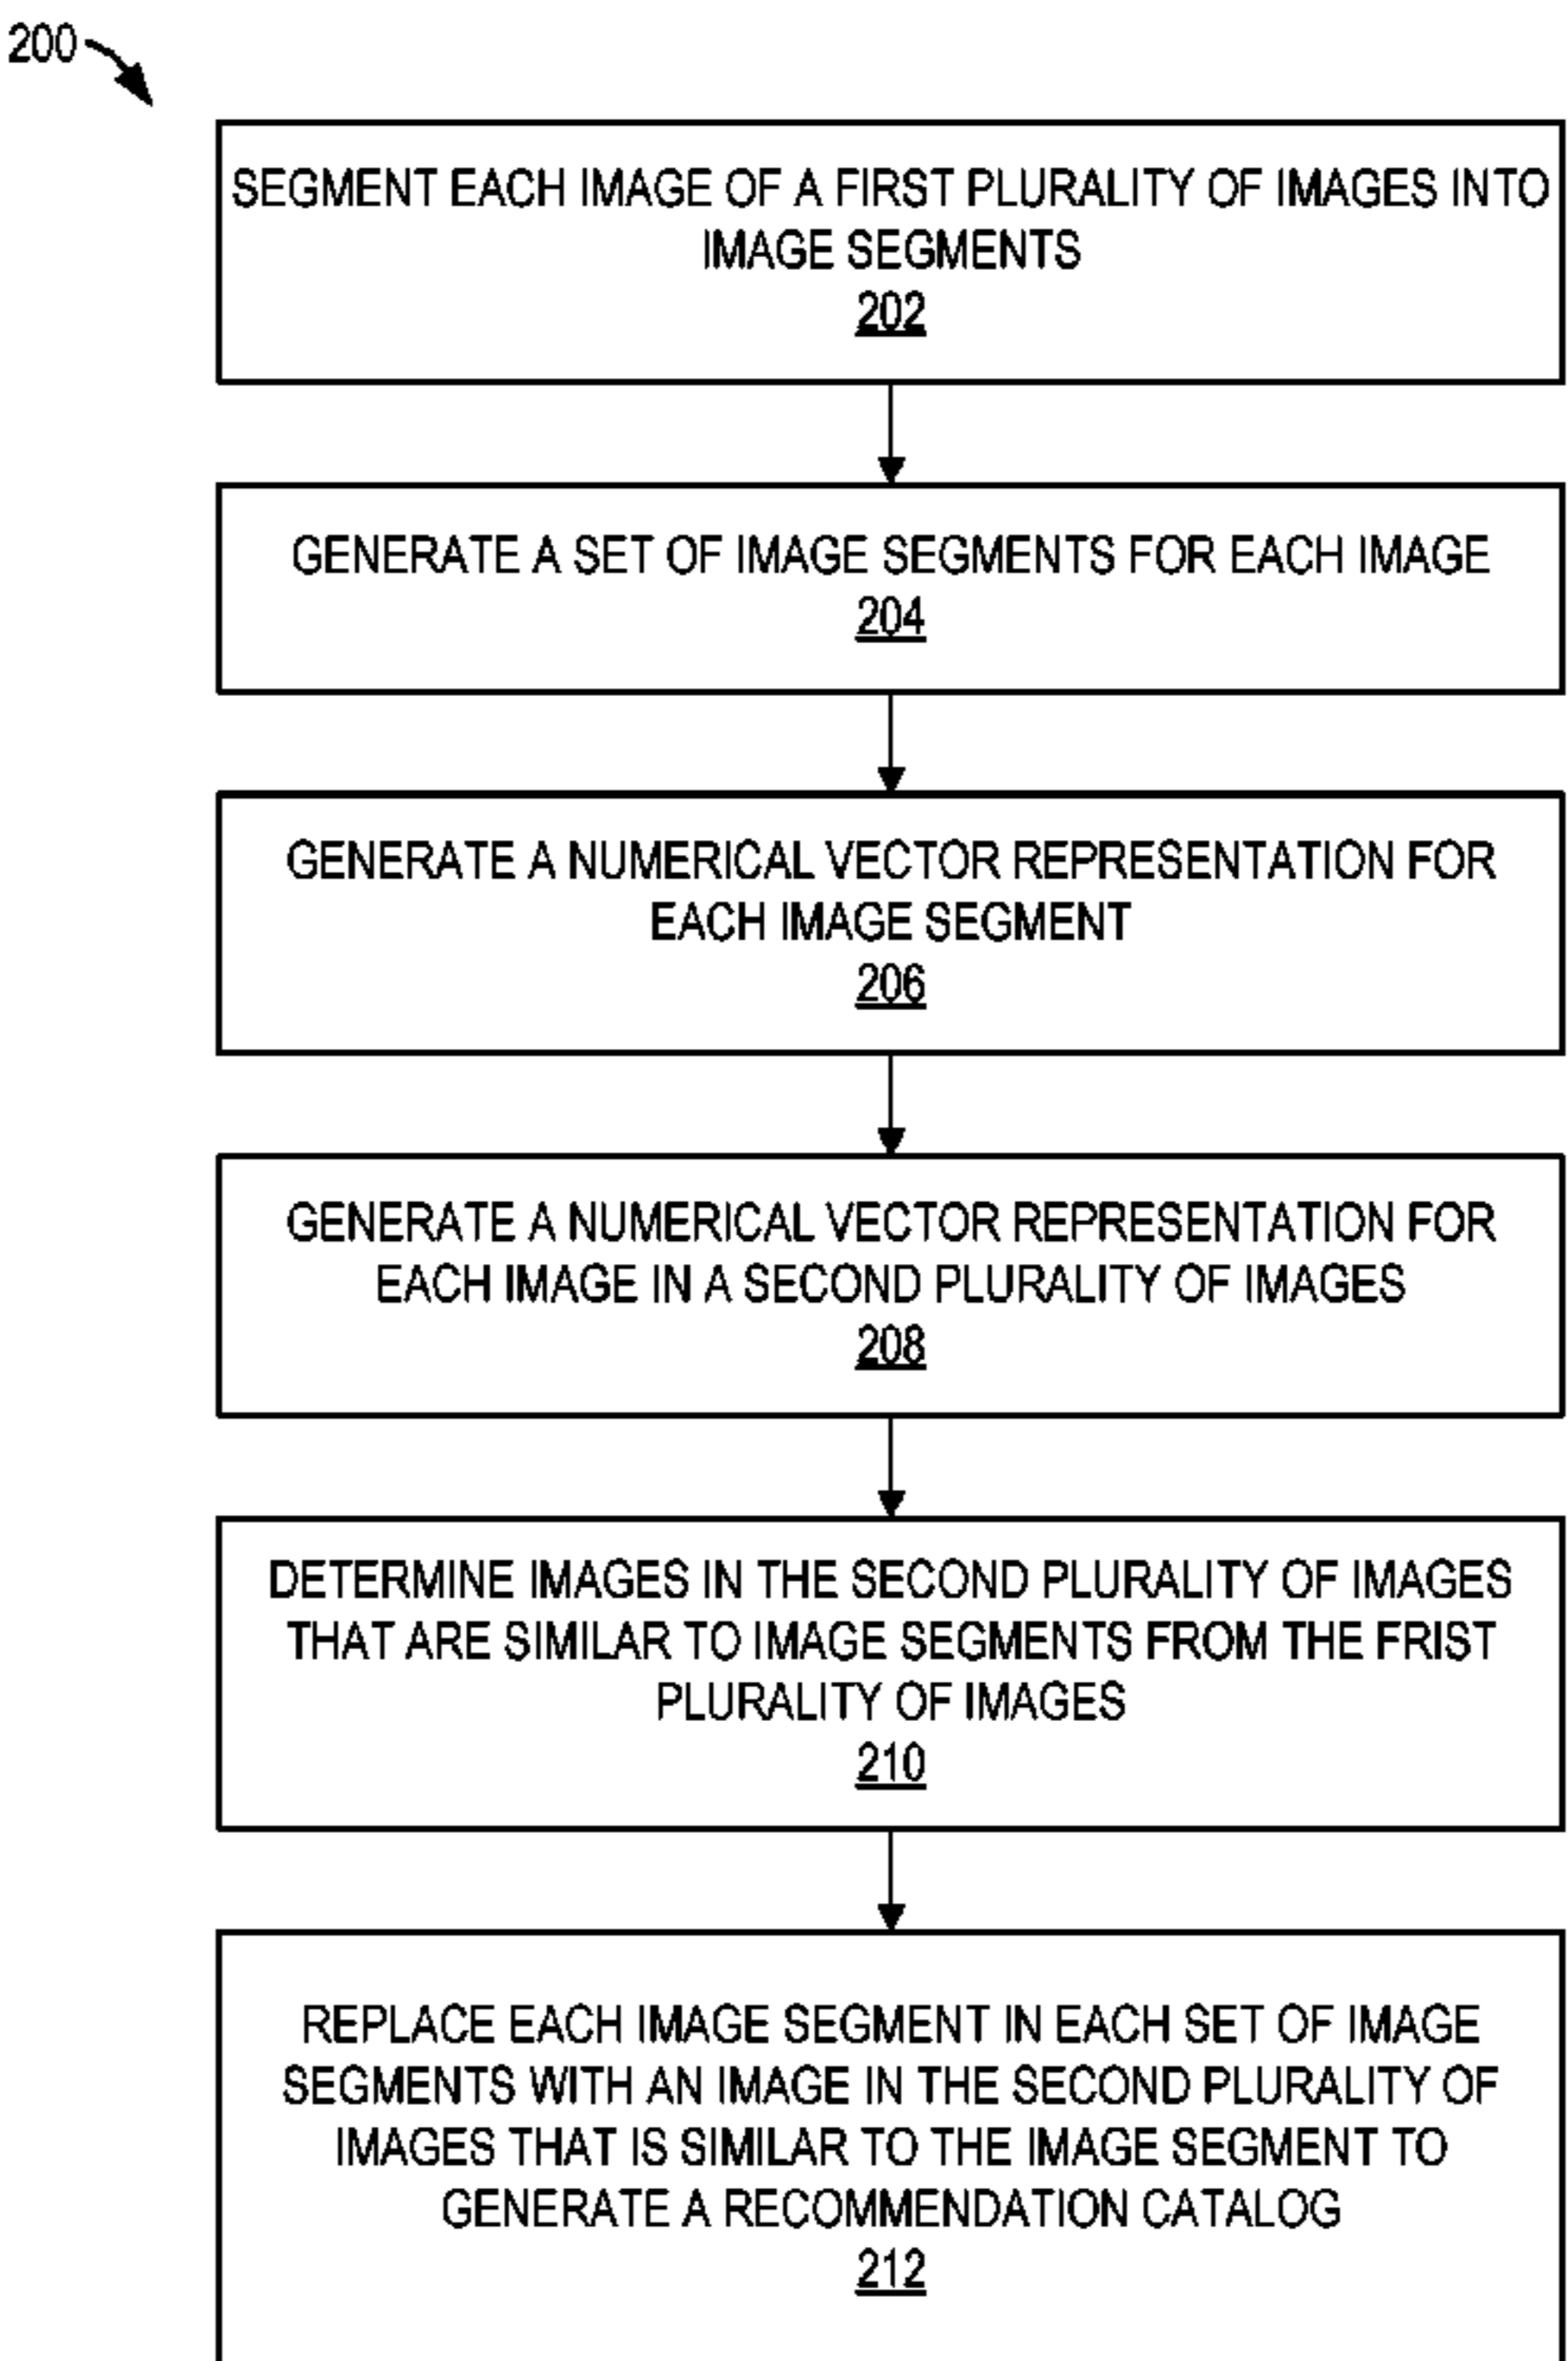 200
SEGMENT EACH IMAGE OF A FIRST PLURALITY OF IMAGES INTO
IMAGE SEGMENTS
202
GENERATE A SET OF IMAGE SEGMENTS FOR EACH IMAGE
204
GENERATE A NUMERICAL VECTOR REPRESENTATION FOR
EACH IMAGE SEGMENT
206
GENERATE A NUMERICAL VECTOR REPRESENTATION FOR
EACH IMAGE IN A SECOND PLURALITY OF IMAGES
208
DETERMINE IMAGES IN THE SECOND PLURALITY OF IMAGES
THAT ARE SIMILAR TO IMAGE SEGMENTS FROM THE FRIST
PLURALITY OF IMAGES
210
REPLACE EACH IMAGE SEGMENT IN EACH SET OF IMAGE
SEGMENTS WITH AN IMAGE IN THE SECOND PLURALITY OF
IMAGES THAT IS SIMILAR TO THE IMAGE SEGMENT TO
GENERATE A RECOMMENDATION CATALOG
212